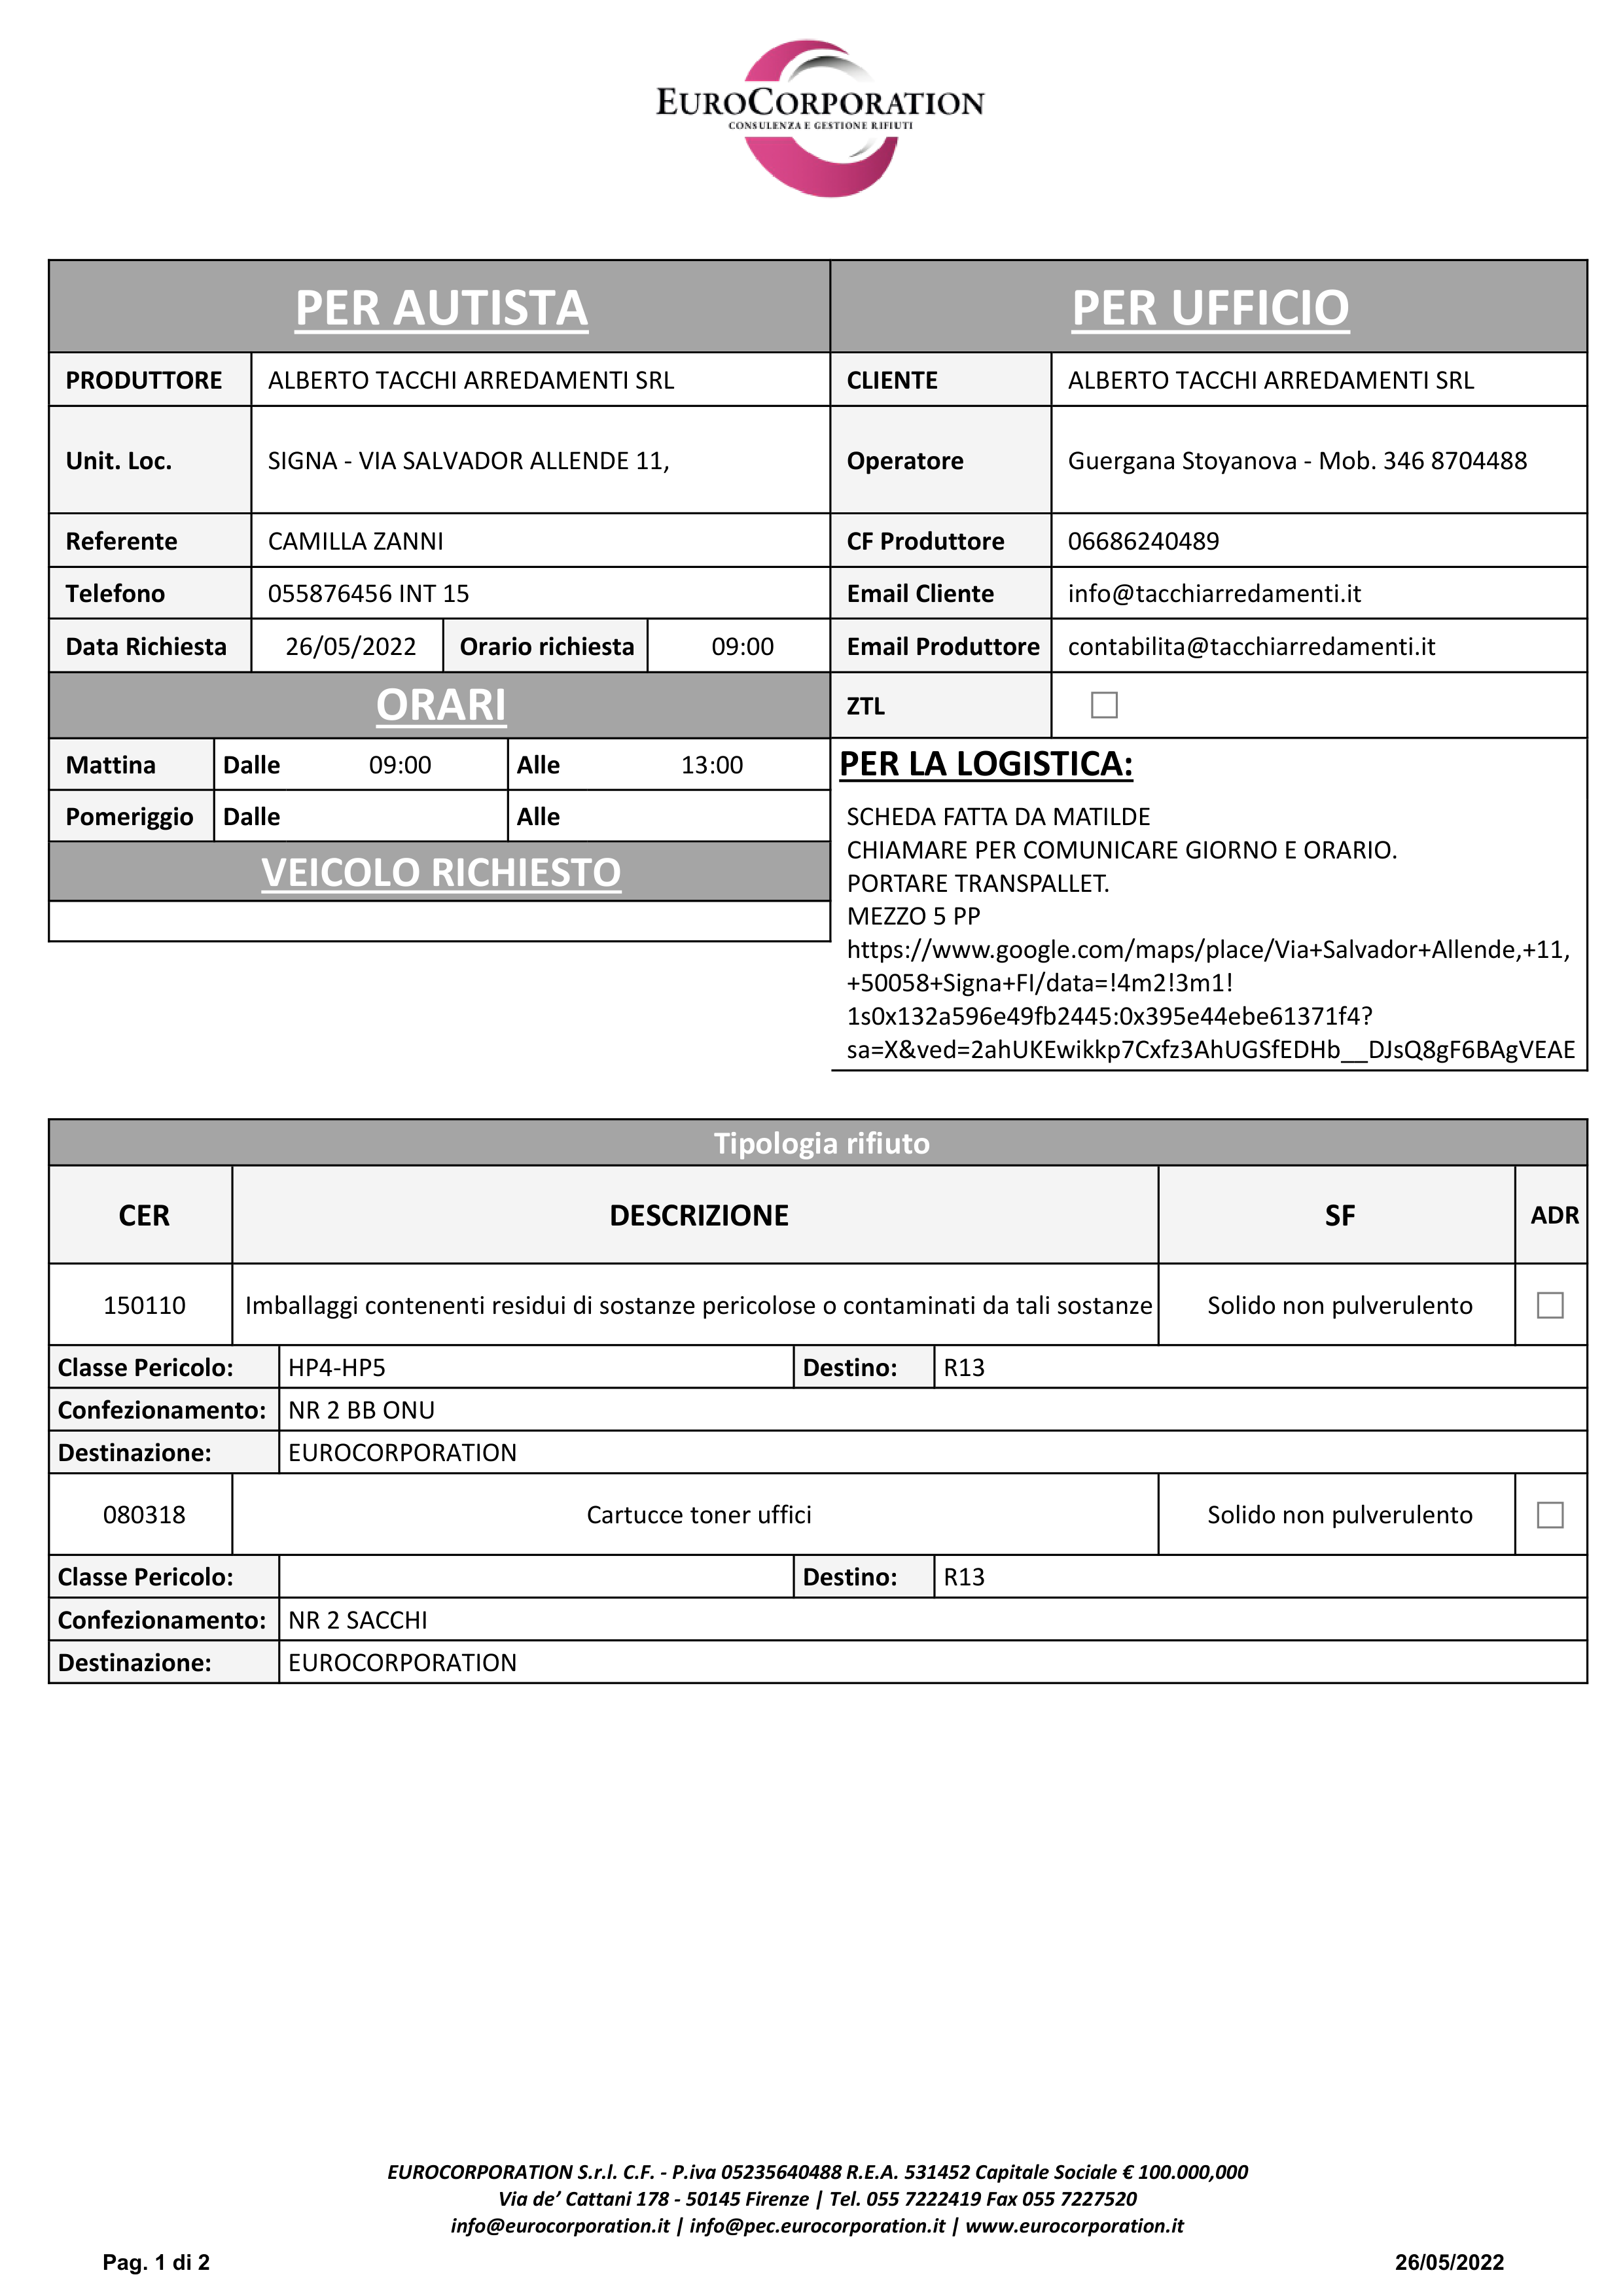 EUROCORPORATION
CONSULENZA E GESTIONE RIFIUTI
PER AUTISTA
PER UFFICIO
PRODUTTORE ALBERTO TACCHI ARREDAMENTI SRL
CLIENTE ALBERTO TACCHI ARREDAMENTI SRL
Unit. Loc. SIGNA - VIA SALVADOR ALLENDE 11,
Operatore Guergana Stoyanova - Mob. 346 8704488
Referente CAMILLA ZANNI
CF Produttore 06686240489
Telefono 055876456 INT 15
Email Cliente info@tacchiarredamenti.it
Data Richiesta 26/05/2022 Orario richiesta 09:00
Email Produttore contabilita@tacchiarredamenti.it
ORARI
ZTL
Mattina Dalle 09:00 Alle 13:00
Pomeriggio Dalle Alle
VEICOLO RICHIESTO
PER LA LOGISTICA:
SCHEDA FATTA DA MATILDE
CHIAMARE PER COMUNICARE GIORNO E ORARIO.
PORTARE TRANSPALLET.
MEZZO 5 PP
https://www.google.com/maps/place/Via+Salvador+Allende,+11,
+50058+Signa+FI/data=!4m2!3m1!
1s0x132a596e49fb2445:0x395e44ebe61371f4?
sa=X&ved=2ahUKEwikkp7Cxfz3AhUGSfEDHb__DJsQ8gF6BAgVEAE
Tipologia rifiuto
CER DESCRIZIONE SF ADR
150110 Imballaggi contenenti residui di sostanze pericolose o contaminati da tali sostanze Solido non pulverulento
Classe Pericolo: HP4-HP5 Destino: R13
Confezionamento: NR 2 BB ONU
Destinazione: EUROCORPORATION
080318 Cartucce toner uffici Solido non pulverulento
Classe Pericolo: Destino: R13
Confezionamento: NR 2 SACCHI
Destinazione: EUROCORPORATION
EUROCORPORATION S.r.l. C.F. - P.iva 05235640488 R.E.A. 531452 Capitale Sociale € 100.000,000
Via de’ Cattani 178 - 50145 Firenze | Tel. 055 7222419 Fax 055 7227520
info@eurocorporation.it | info@pec.eurocorporation.it | www.eurocorporation.it
Pag. 1 di 2 26/05/2022